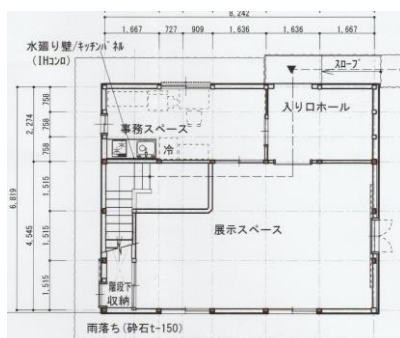 8,242
1,667 727 909 1,636 1,636 1,667
水廻り壁/キッチンパネル
(IHコンロ)
スロープ
入り口ホール
事務スペース
冷
758
758
758
2,274
6,819
4,545
1,515
1,515
1,515
展示スペース
階段下
収納
雨落ち(砕石t-150)